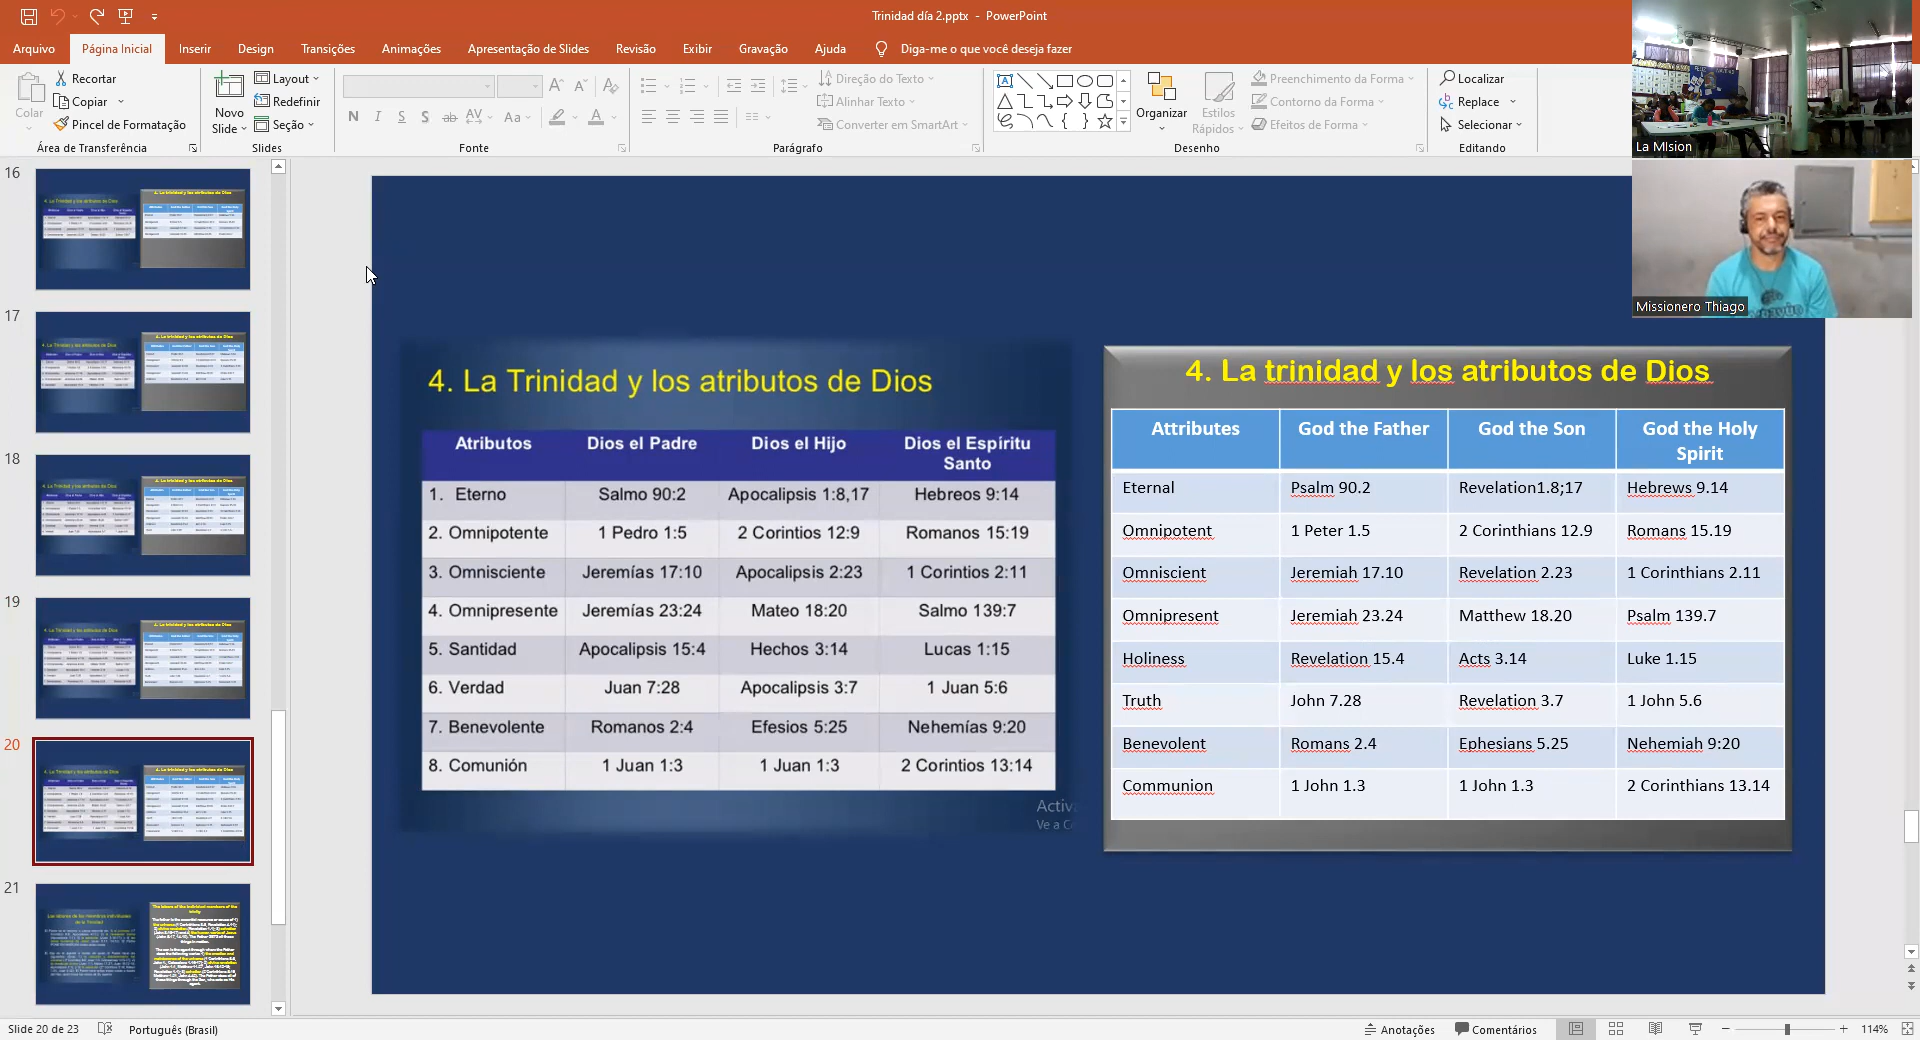 Trinidad día 2.pptx - PowerPoint
Arquivo Página Inicial Inserir Design Transições Animações Apresentação de Slides Revisão Exibir Gravação Ajuda Diga-me o que você deseja fazer
Colar
Recortar
Copiar
Pincel de Formatação
Área de Transferência
Novo
Slide
Layout
Redefinir
Seção
Slides
N I S S ab AV Aa A
Fonte
Direção do Texto
Alinhar Texto
Converter em SmartArt
Parágrafo
Organizar
Estilos
Rápidos
Preenchimento da Forma
Contorno da Forma
Efeitos de Forma
Desenho
Localizar
Replace
Selecionar
Editando
La MIsion
Missionero Thiago
16
17
18
19
20
21
4. La Trinidad y los atributos de Dios
Atributos Dios el Padre Dios el Hijo Dios el Espíritu
Santo
1. Eterno Salmo 90:2 Apocalipsis 1:8,17 Hebreos 9:14
2. Omnipotente 1 Pedro 1:5 2 Corintios 12:9 Romanos 15:19
3. Omnisciente Jeremías 17:10 Apocalipsis 2:23 1 Corintios 2:11
4. Omnipresente Jeremías 23:24 Mateo 18:20 Salmo 139:7
5. Santidad Apocalipsis 15:4 Hechos 3:14 Lucas 1:15
6. Verdad Juan 7:28 Apocalipsis 3:7 1 Juan 5:6
7. Benevolente Romanos 2:4 Efesios 5:25 Nehemías 9:20
8. Comunión 1 Juan 1:3 1 Juan 1:3 2 Corintios 13:14
4. La trinidad y los atributos de Dios
Attributes God the Father God the Son God the Holy
Spirit
Eternal Psalm 90.2 Revelation1.8;17 Hebrews 9.14
Omnipotent 1 Peter 1.5 2 Corinthians 12.9 Romans 15.19
Omniscient Jeremiah 17.10 Revelation 2.23 1 Corinthians 2.11
Omnipresent Jeremiah 23.24 Matthew 18.20 Psalm 139.7
Holiness Revelation 15.4 Acts 3.14 Luke 1.15
Truth John 7.28 Revelation 3.7 1 John 5.6
Benevolent Romans 2.4 Ephesians 5.25 Nehemiah 9:20
Communion 1 John 1.3 1 John 1.3 2 Corinthians 13.14
Slide 20 de 23 Português (Brasil) Anotações Comentários 114%